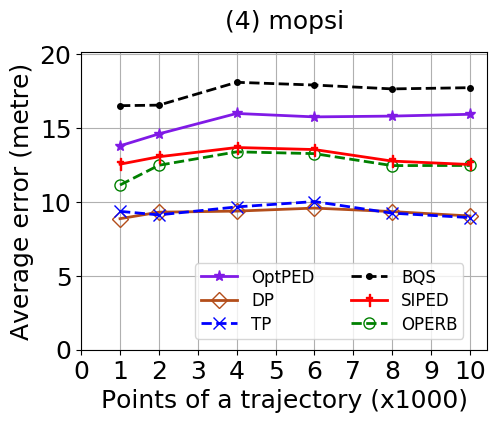 (4) mopsi
20
15
10
5
0
Average error (metre)
OptPED
DP
TP
BQS
SIPED
OPERB
0 1 2 3 4 5 6 7 8 9 10
Points of a trajectory (x1000)